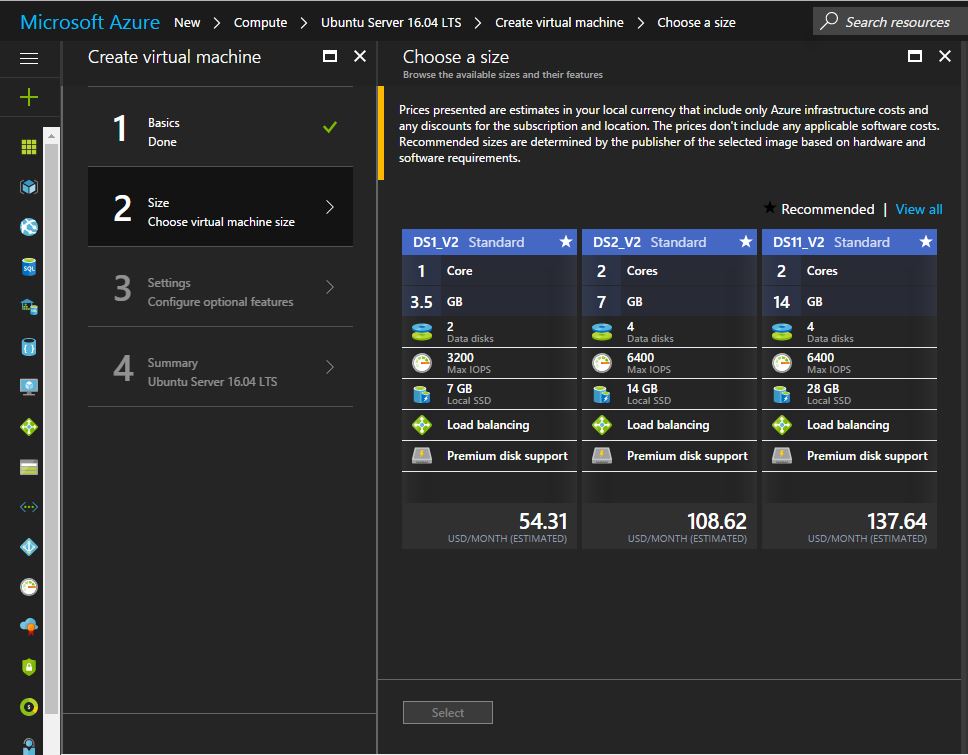 Microsoft Azure New > Compute > Ubuntu Server 16.04 LTS > Create virtual machine > Choose a size Search resources
Create virtual machine
1 Basics
Done
2 Size
Choose virtual machine size
3 Settings
Configure optional features
4 Summary
Ubuntu Server 16.04 LTS
Choose a size
Browse the available sizes and their features
Prices presented are estimates in your local currency that include only Azure infrastructure costs and
any discounts for the subscription and location. The prices don't include any applicable software costs.
Recommended sizes are determined by the publisher of the selected image based on hardware and
software requirements.
★ Recommended | View all
DS1_V2 Standard ★
1 Core
3.5 GB
2
Data disks
3200
Max IOPS
7 GB
Local SSD
Load balancing
Premium disk support
54.31
USD/MONTH (ESTIMATED)
DS2_V2 Standard ★
2 Cores
7 GB
4
Data disks
6400
Max IOPS
14 GB
Local SSD
Load balancing
Premium disk support
108.62
USD/MONTH (ESTIMATED)
DS11_V2 Standard ★
2 Cores
14 GB
4
Data disks
6400
Max IOPS
28 GB
Local SSD
Load balancing
Premium disk support
137.64
USD/MONTH (ESTIMATED)
Select
SQL